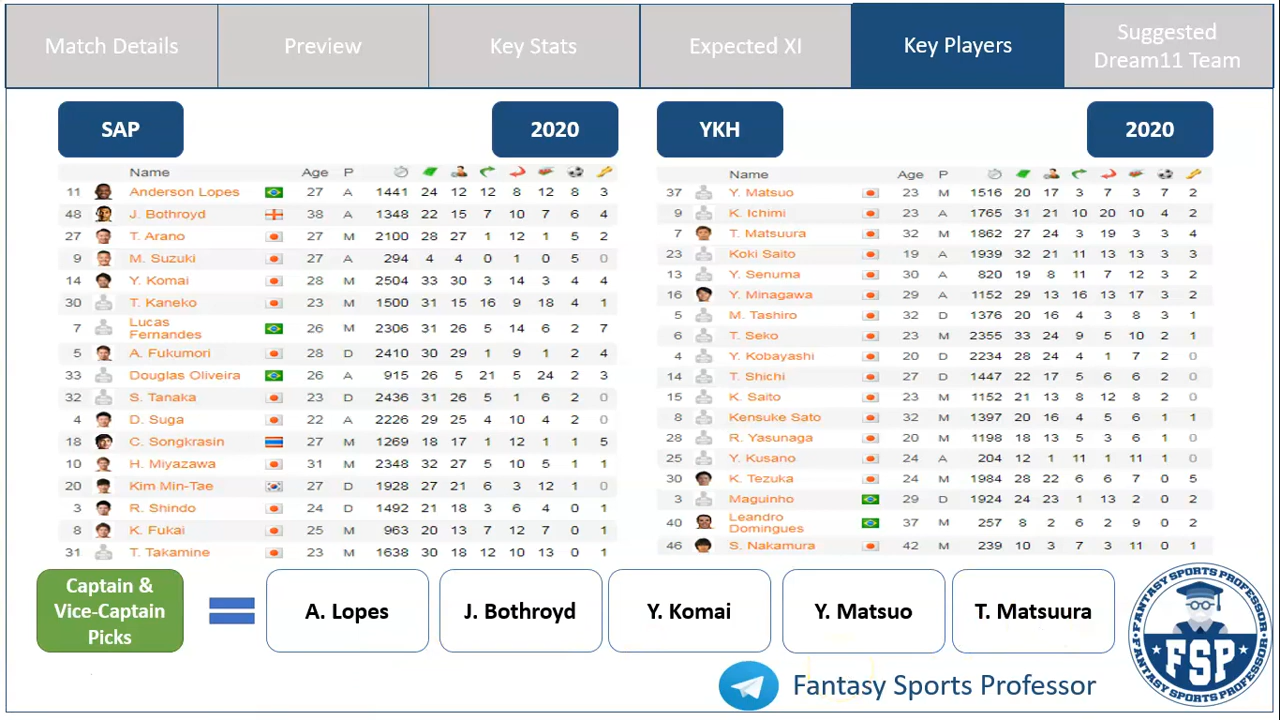 Match Details
Preview
Key Stats
Expected XI
Key Players
Suggested
Dream11 Team
SAP
2020
YKH
2020
Name Age P
11 Anderson Lopes 27 A 1441 24 12 12 8 12 8 3
48 J. Bothroyd 38 A 1348 22 15 7 10 7 6 4
27 T. Arano 27 M 2100 28 27 1 12 1 5 2
9 M. Suzuki 27 A 294 4 4 0 1 0 5 0
14 Y. Komai 28 M 2504 33 30 3 14 3 4 4
30 T. Kaneko 23 M 1500 31 15 16 9 18 4 1
7 Lucas
Fernandes 26 M 2306 31 26 5 14 6 2 7
5 A. Fukumori 28 D 2410 30 29 1 9 1 2 4
33 Douglas Oliveira 26 A 915 26 5 21 5 24 2 3
32 S. Tanaka 23 D 2436 31 26 5 1 6 2 0
4 D. Suga 22 A 2226 29 25 4 10 4 2 0
18 C. Songkrasin 27 M 1269 18 17 1 12 1 1 5
10 H. Miyazawa 31 M 2348 32 27 5 10 5 1 1
20 Kim Min-Tae 27 D 1928 27 21 6 3 12 1 0
3 R. Shindo 24 D 1492 21 18 3 6 4 0 1
8 K. Fukai 25 M 963 20 13 7 12 7 0 1
31 T. Takamine 23 M 1638 30 18 12 10 13 0 1
Name Age P
37 Y. Matsuo 23 M 1516 20 17 3 7 3 7 2
9 K. Ichimi 23 A 1765 31 21 10 20 10 4 2
7 T. Matsuura 32 M 1862 27 24 3 19 3 3 4
23 Koki Saito 19 A 1939 32 21 11 13 13 3 3
13 Y. Senuma 30 A 820 19 8 11 7 12 3 2
16 Y. Minagawa 29 A 1152 29 13 16 13 17 3 2
5 M. Tashiro 32 D 1376 20 16 4 3 8 3 1
6 T. Seko 23 M 2355 33 24 9 5 10 2 1
4 Y. Kobayashi 20 D 2234 28 24 4 1 7 2 0
14 T. Shichi 27 D 1447 22 17 5 6 6 2 0
15 K. Saito 23 M 1152 21 13 8 12 8 2 0
8 Kensuke Sato 32 M 1397 20 16 4 5 6 1 1
28 R. Yasunaga 20 M 1198 18 13 5 3 6 1 0
25 Y. Kusano 24 A 204 12 1 11 1 11 1 0
30 K. Tezuka 24 M 1984 28 22 6 6 7 0 5
3 Maguinho 29 D 1924 24 23 1 13 2 0 2
40 Leandro
Domingues 37 M 257 8 2 6 2 9 0 2
46 S. Nakamura 42 M 239 10 3 7 3 11 0 1
Captain &
Vice-Captain
Picks
A. Lopes
J. Bothroyd
Y. Komai
Y. Matsuo
T. Matsuura
Fantasy Sports Professor
FANTASY SPORTS PROFESSOR
FANTASY SPORTS PROFESSOR
FSP